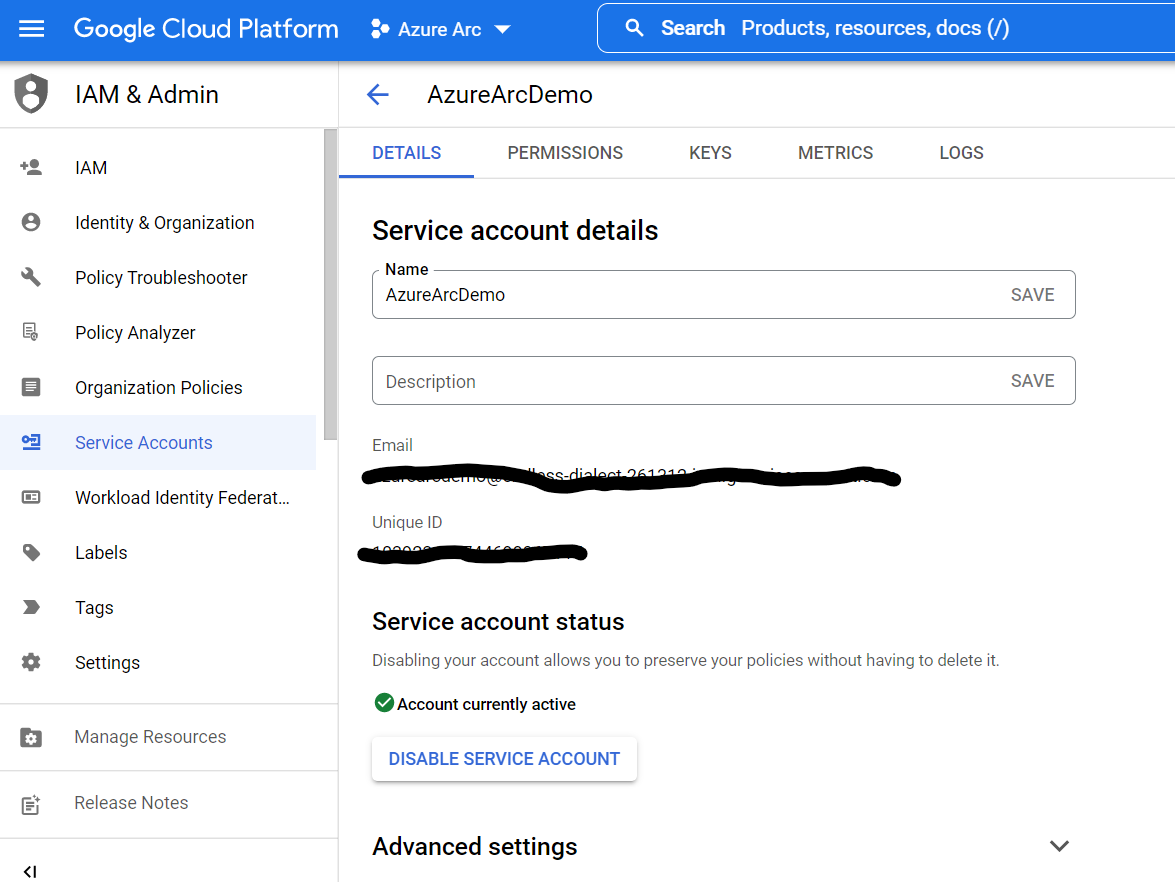 Google Cloud Platform
Azure Arc
Search Products, resources, docs (/)
IAM & Admin
IAM
Identity & Organization
Policy Troubleshooter
Policy Analyzer
Organization Policies
Service Accounts
Workload Identity Federat...
Labels
Tags
Settings
Manage Resources
Release Notes
AzureArcDemo
DETAILS PERMISSIONS KEYS METRICS LOGS
Service account details
Name
AzureArcDemo SAVE
Description SAVE
Email
Unique ID
Service account status
Disabling your account allows you to preserve your policies without having to delete it.
Account currently active
DISABLE SERVICE ACCOUNT
Advanced settings